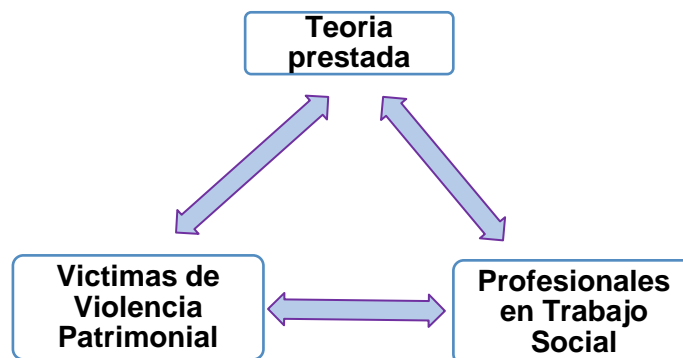 Teoria
prestada
Victimas de
Violencia
Patrimonial
Profesionales
en Trabajo
Social